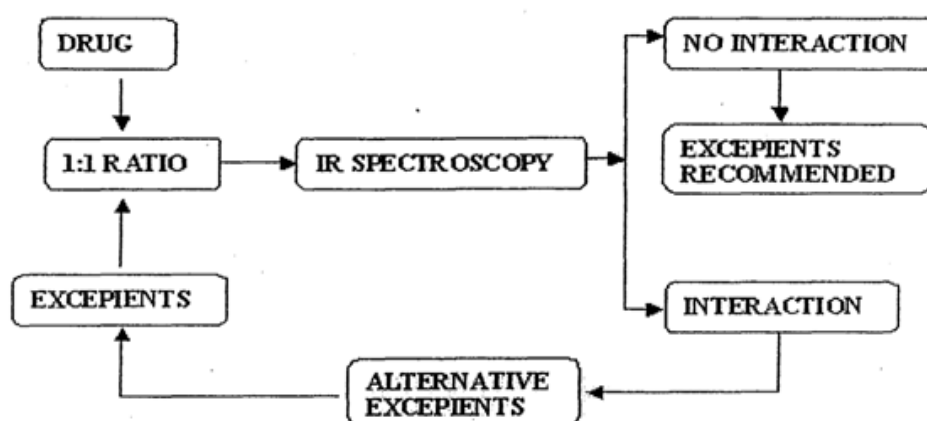 DRUG
NO INTERACTION
1:1 RATIO
IR SPECTROSCOPY
EXCEPIENTS
RECOMMENDED
EXCEPIENTS
INTERACTION
ALTERNATIVE
EXCEPIENTS